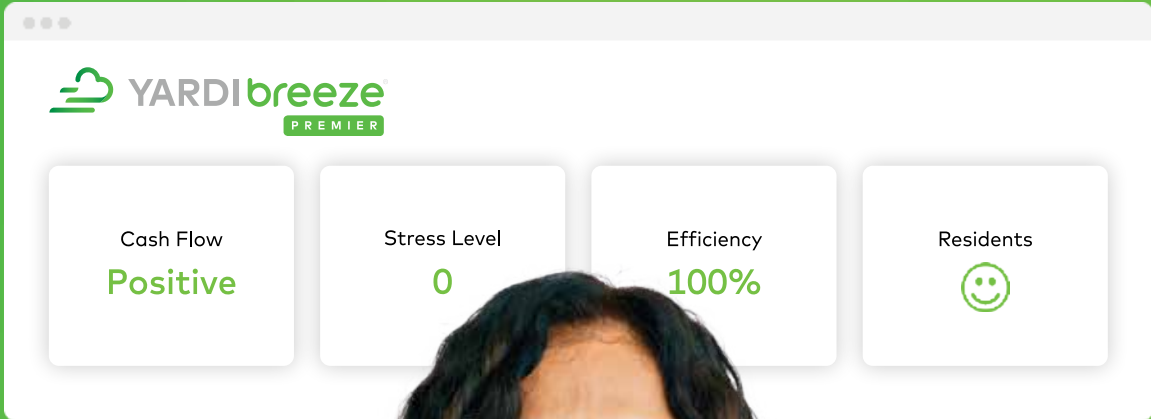 YARDI breeze
PREMIER
Cash Flow
Positive
Stress Level
0
Efficiency
100%
Residents